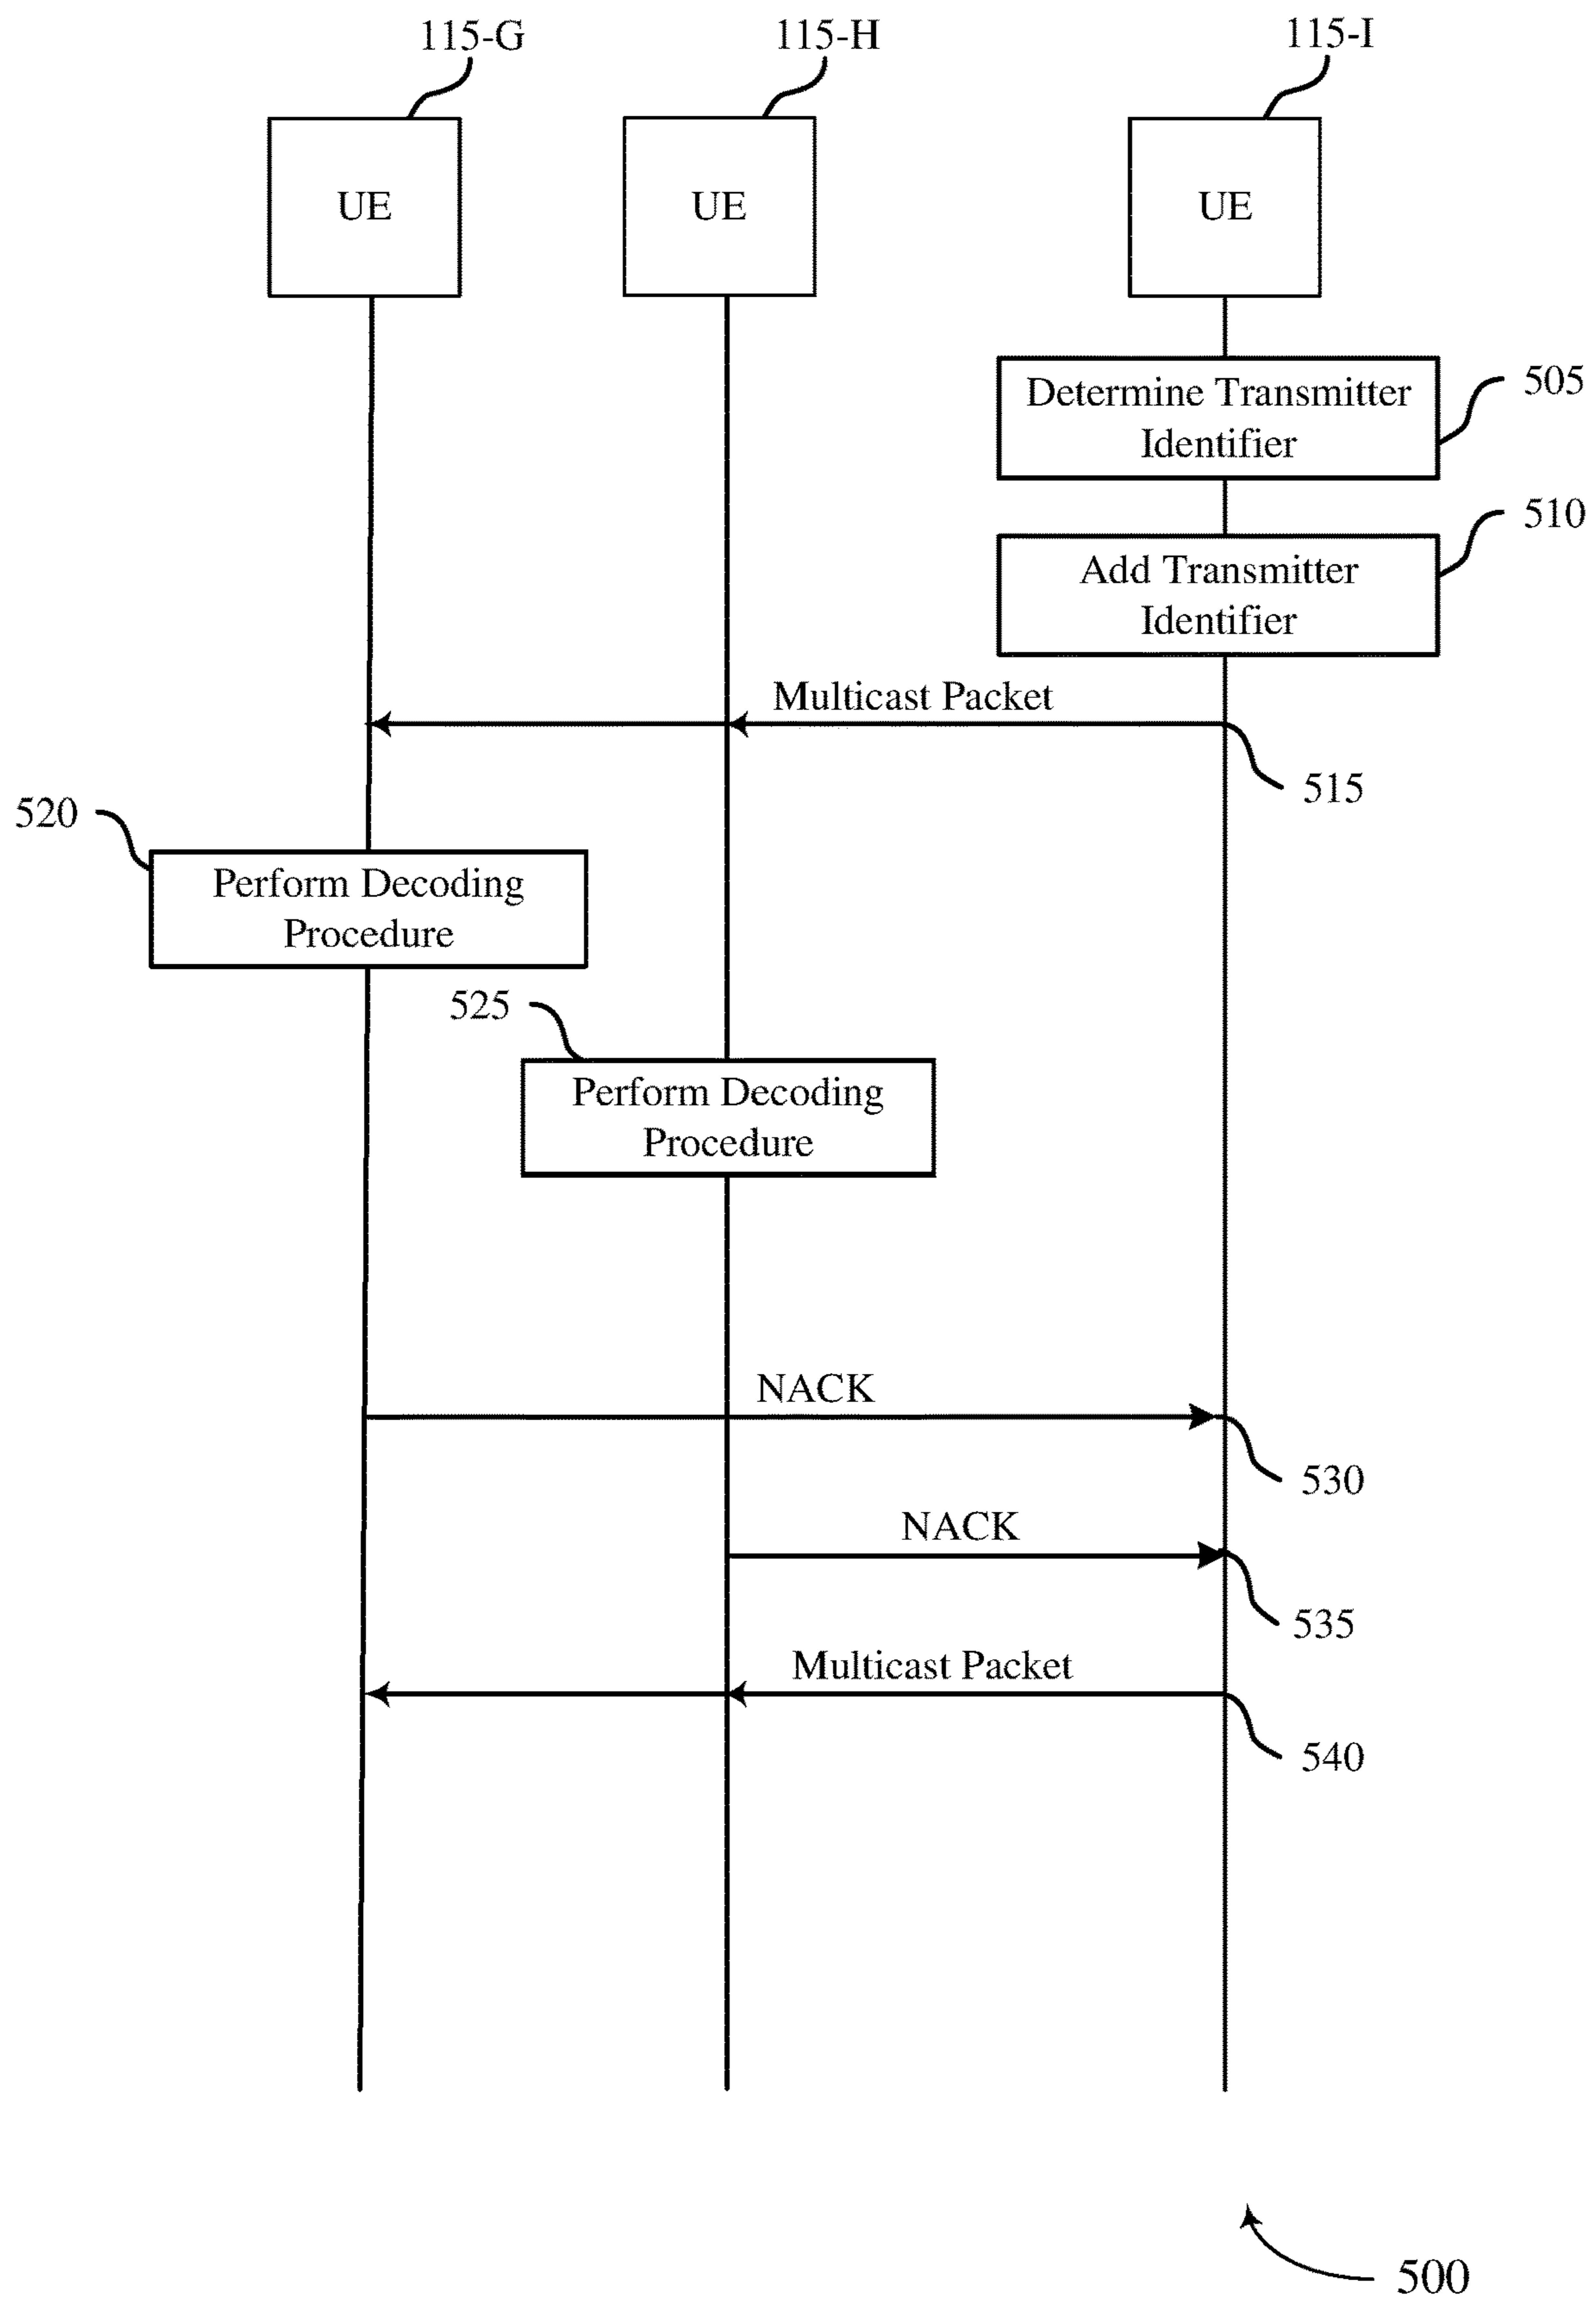 115-G
115-H
115-I
UE
UE
UE
Determine Transmitter
Identifier
505
Add Transmitter
Identifier
510
Multicast Packet
515
520
Perform Decoding
Procedure
525
Perform Decoding
Procedure
NACK
530
NACK
535
Multicast Packet
540
500